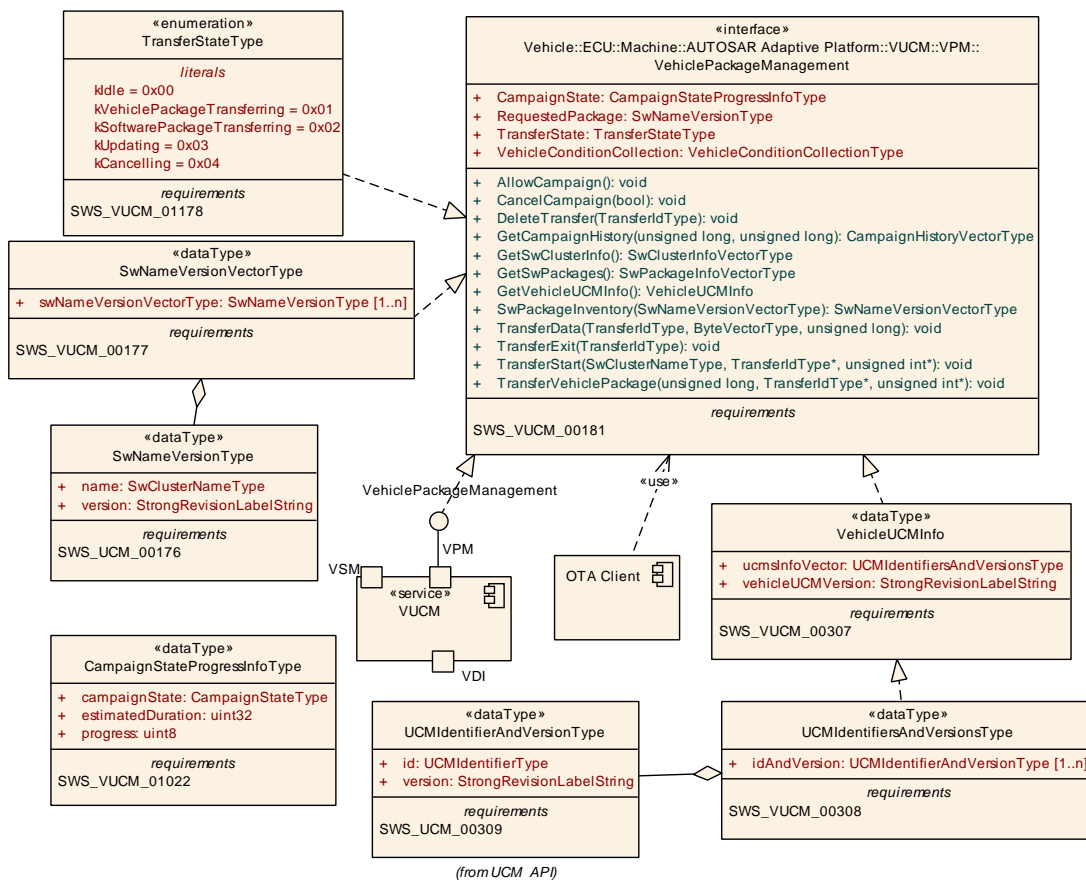 «enumeration»
TransferStateType
literals
kIdle = 0x00
kVehiclePackageTransferring = 0x01
kSoftwarePackageTransferring = 0x02
kUpdating = 0x03
kCancelling = 0x04
requirements
SWS_VUCM_01178
«interface»
Vehicle::ECU::Machine::AUTOSAR Adaptive Platform::VUCM::VPM::
VehiclePackageManagement
+ CampaignState: CampaignStateProgressInfoType
+ RequestedPackage: SwNameVersionType
+ TransferState: TransferStateType
+ VehicleConditionCollection: VehicleConditionCollectionType
+ AllowCampaign(): void
+ CancelCampaign(bool): void
+ DeleteTransfer(TransferIdType): void
+ GetCampaignHistory(unsigned long, unsigned long): CampaignHistoryVectorType
+ GetSwClusterInfo(): SwClusterInfoVectorType
+ GetSwPackages(): SwPackageInfoVectorType
+ GetVehicleUCMInfo(): VehicleUCMInfo
+ SwPackageInventory(SwNameVersionVectorType): SwNameVersionVectorType
+ TransferData(TransferIdType, ByteVectorType, unsigned long): void
+ TransferExit(TransferIdType): void
+ TransferStart(SwClusterNameType, TransferIdType*, unsigned int*): void
+ TransferVehiclePackage(unsigned long, TransferIdType*, unsigned int*): void
requirements
SWS_VUCM_00181
«dataType»
SwNameVersionVectorType
+ swNameVersionVectorType: SwNameVersionType [1..n]
requirements
SWS_VUCM_00177
«dataType»
SwNameVersionType
+ name: SwClusterNameType
+ version: StrongRevisionLabelString
requirements
SWS_UCM_00176
VehiclePackageManagement
«use»
VPM
VSM
«service»
VUCM
VDI
OTA Client
«dataType»
VehicleUCMInfo
+ ucmsInfoVector: UCMIdentifiersAndVersionsType
+ vehicleUCMVersion: StrongRevisionLabelString
requirements
SWS_VUCM_00307
«dataType»
CampaignStateProgressInfoType
+ campaignState: CampaignStateType
+ estimatedDuration: uint32
+ progress: uint8
requirements
SWS_VUCM_01022
«dataType»
UCMIdentifierAndVersionType
+ id: UCMIdentifierType
+ version: StrongRevisionLabelString
requirements
SWS_UCM_00309
(from UCM API)
«dataType»
UCMIdentifiersAndVersionsType
+ idAndVersion: UCMIdentifierAndVersionType [1..n]
requirements
SWS_VUCM_00308